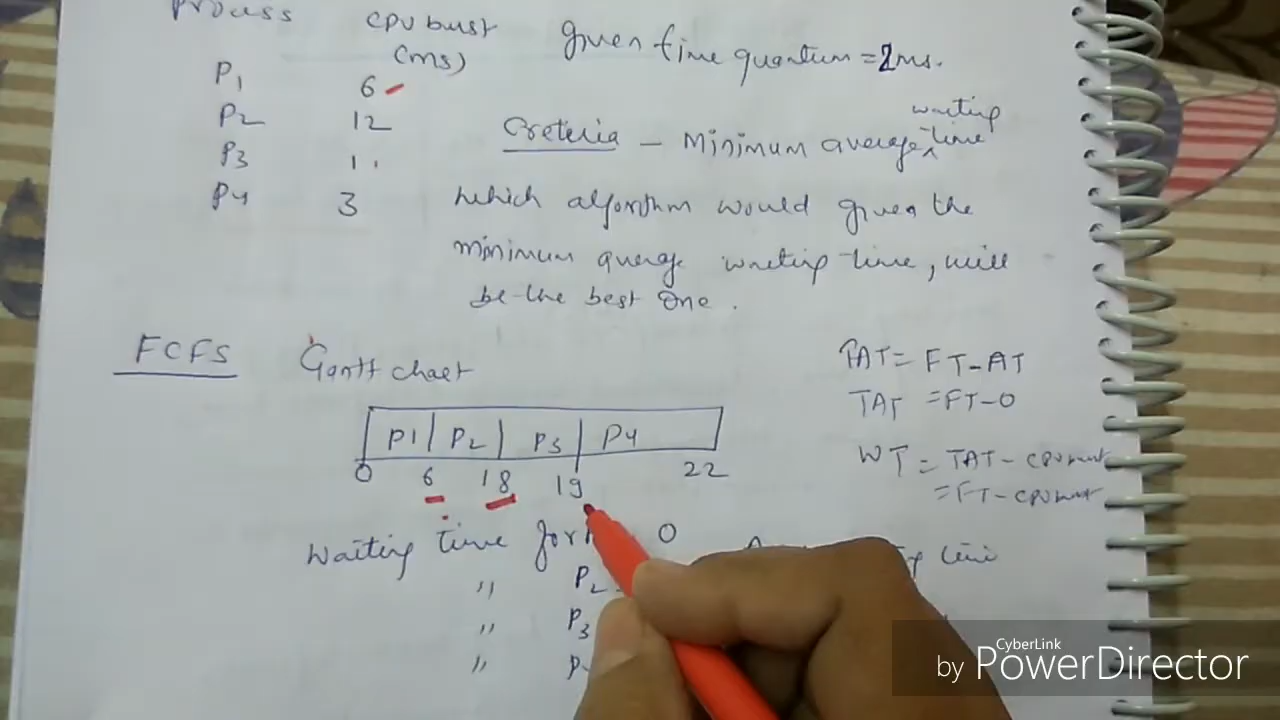 Process CPU burst Given time quantum = 2ms.
(ms)
P1 6
P2 12 Creteria - Minimum average waiting time
P3 1
P4 3 which algorithm would given the
minimum average waiting time, will
be the best one.
FCFS Gantt chart
TAT = FT - AT
TAT = FT - 0
P1 P2 P3 P4
0 6 18 19 22
WT = TAT - CPU burst
= FT - CPU burst
Waiting time for 0
" P2
" P3
" P
CyberLink
by PowerDirector